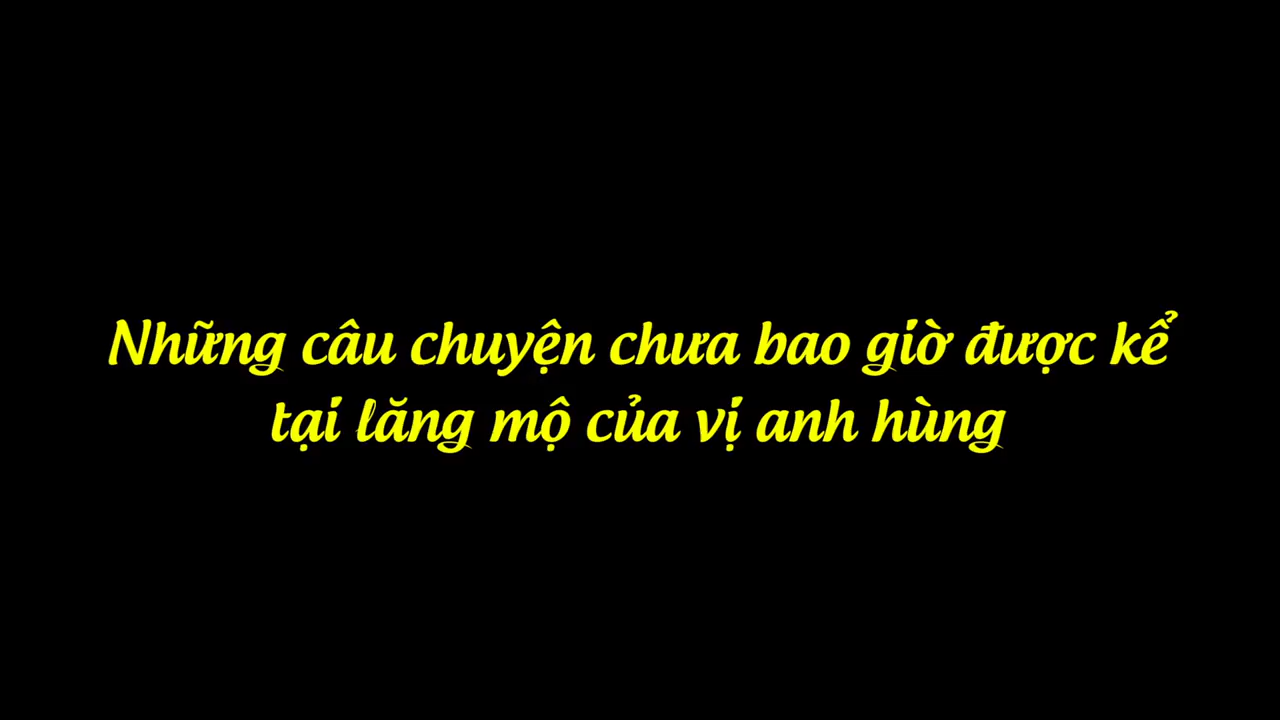 Những câu chuyện chưa bao giờ được kể
tại lăng mộ của vị anh hùng